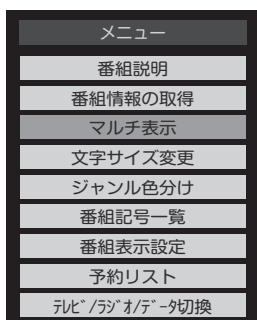 メニュー
番組説明
番組情報の取得
マルチ表示
文字サイズ変更
ジャンル色分け
番組記号一覧
番組表示設定
予約リスト
ﾃﾚﾋﾞ/ﾗｼﾞｵ/ﾃﾞｰﾀ切換